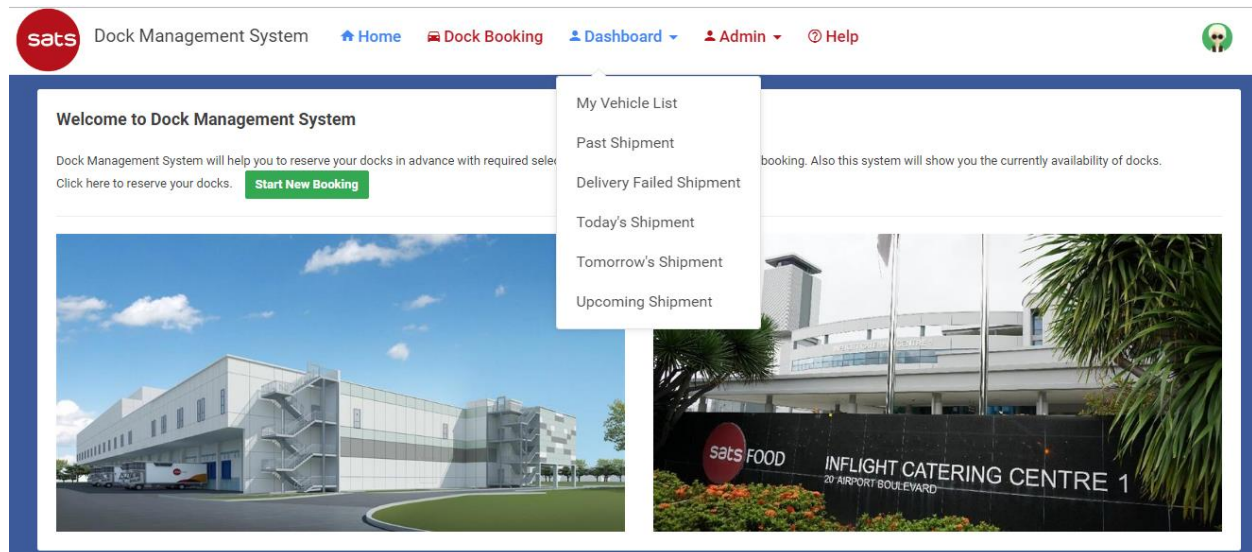 sats Dock Management System Home Dock Booking Dashboard Admin Help
My Vehicle List
Past Shipment
Delivery Failed Shipment
Today's Shipment
Tomorrow's Shipment
Upcoming Shipment
Welcome to Dock Management System
Dock Management System will help you to reserve your docks in advance with required booking. Also this system will show you the currently availability of docks.
Click here to reserve your docks. Start New Booking
sats FOOD
INFLIGHT CATERING CENTRE 1
20 AIRPORT BOULEVARD